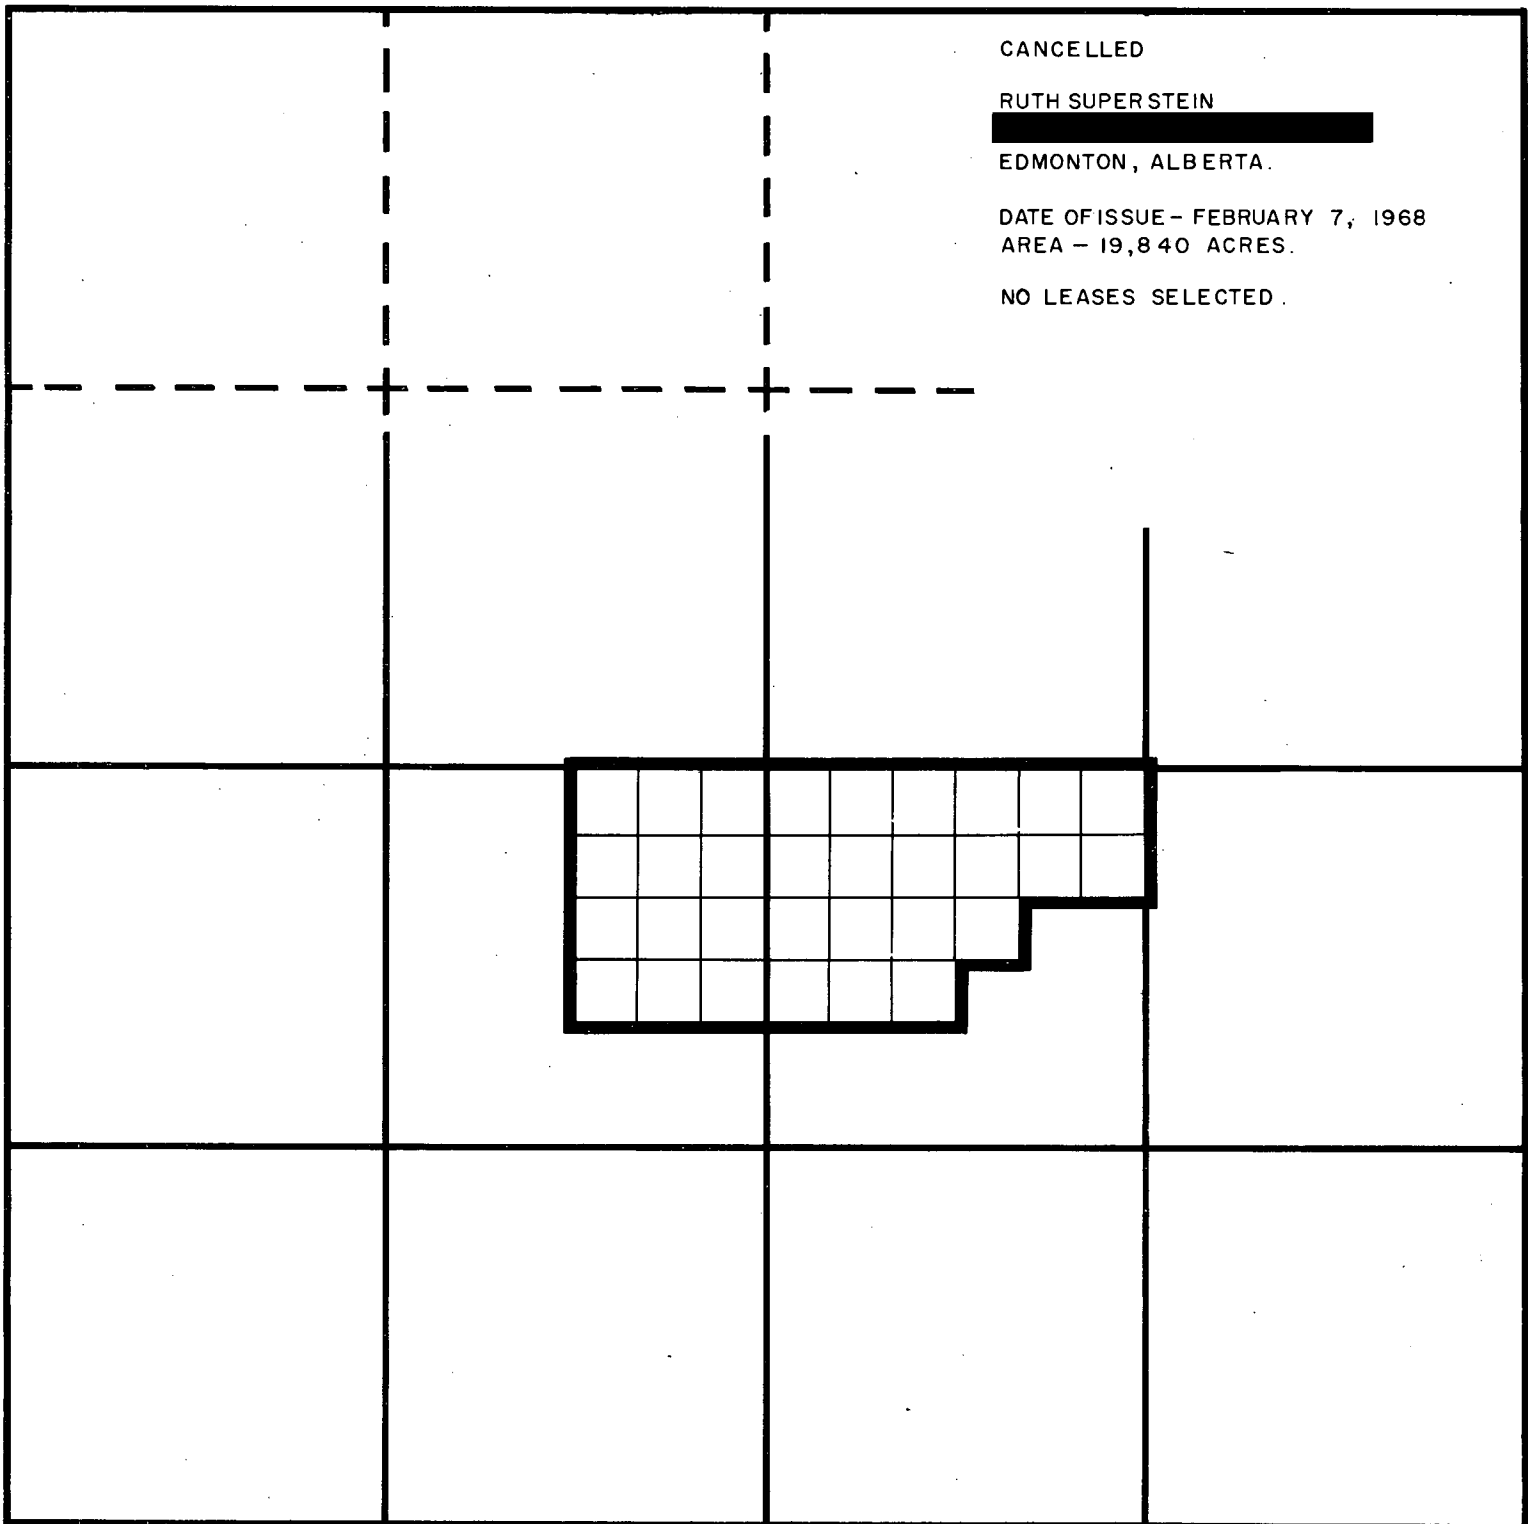 CANCELLED
RUTH SUPERSTEIN
EDMONTON, ALBERTA.
DATE OF ISSUE - FEBRUARY 7, 1968
AREA - 19,840 ACRES.
NO LEASES SELECTED.